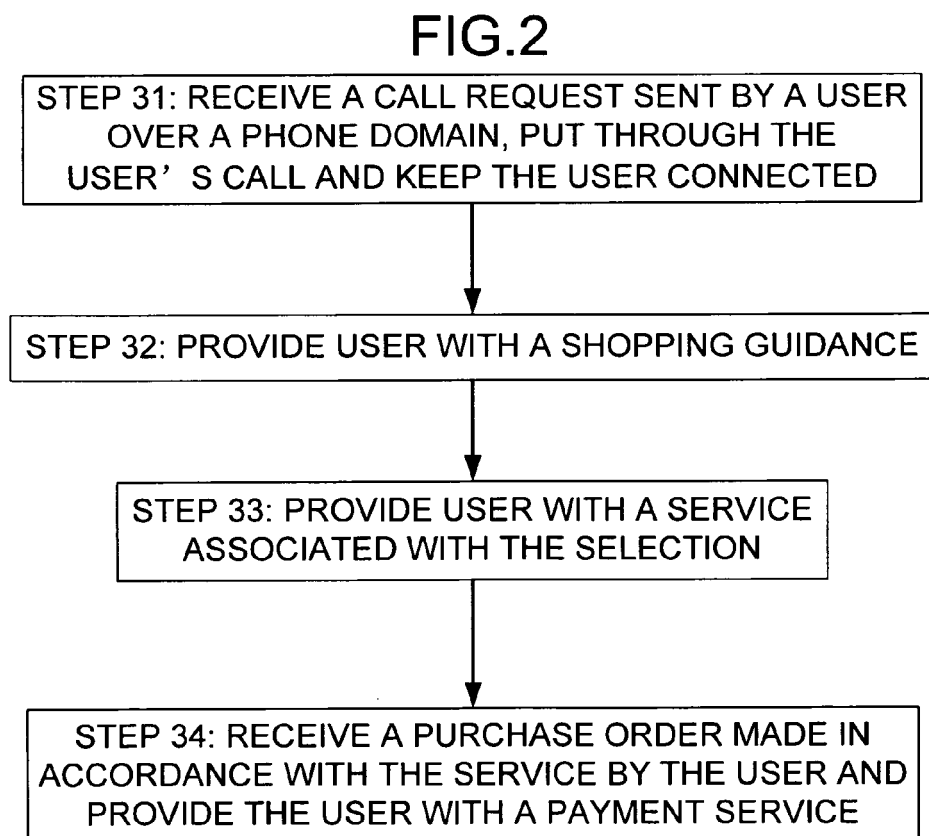 FIG.2
STEP 31: RECEIVE A CALL REQUEST SENT BY A USER
OVER A PHONE DOMAIN, PUT THROUGH THE
USER’ S CALL AND KEEP THE USER CONNECTED
STEP 32: PROVIDE USER WITH A SHOPPING GUIDANCE
STEP 33: PROVIDE USER WITH A SERVICE
ASSOCIATED WITH THE SELECTION
STEP 34: RECEIVE A PURCHASE ORDER MADE IN
ACCORDANCE WITH THE SERVICE BY THE USER AND
PROVIDE THE USER WITH A PAYMENT SERVICE